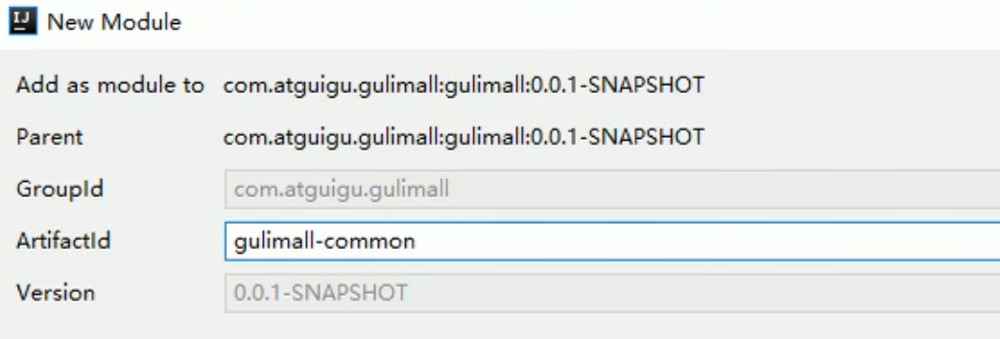 IJ New Module
Add as module to com.atguigu.gulimall:gulimall:0.0.1-SNAPSHOT
Parent com.atguigu.gulimall:gulimall:0.0.1-SNAPSHOT
GroupId com.atguigu.gulimall
ArtifactId gulimall-common
Version 0.0.1-SNAPSHOT